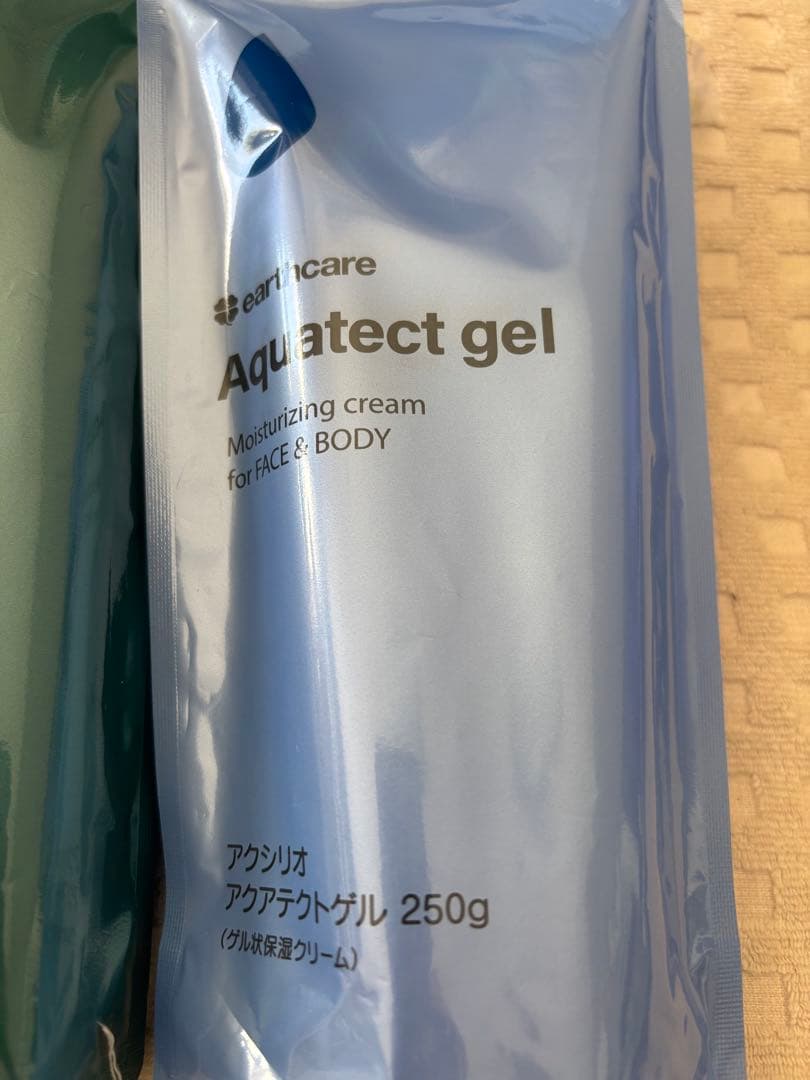 earthcare
Aquatect gel
Moisturizing cream
for FACE & BODY
アクシリオ
アクアテクトゲル 250g
(ゲル状保湿クリーム)